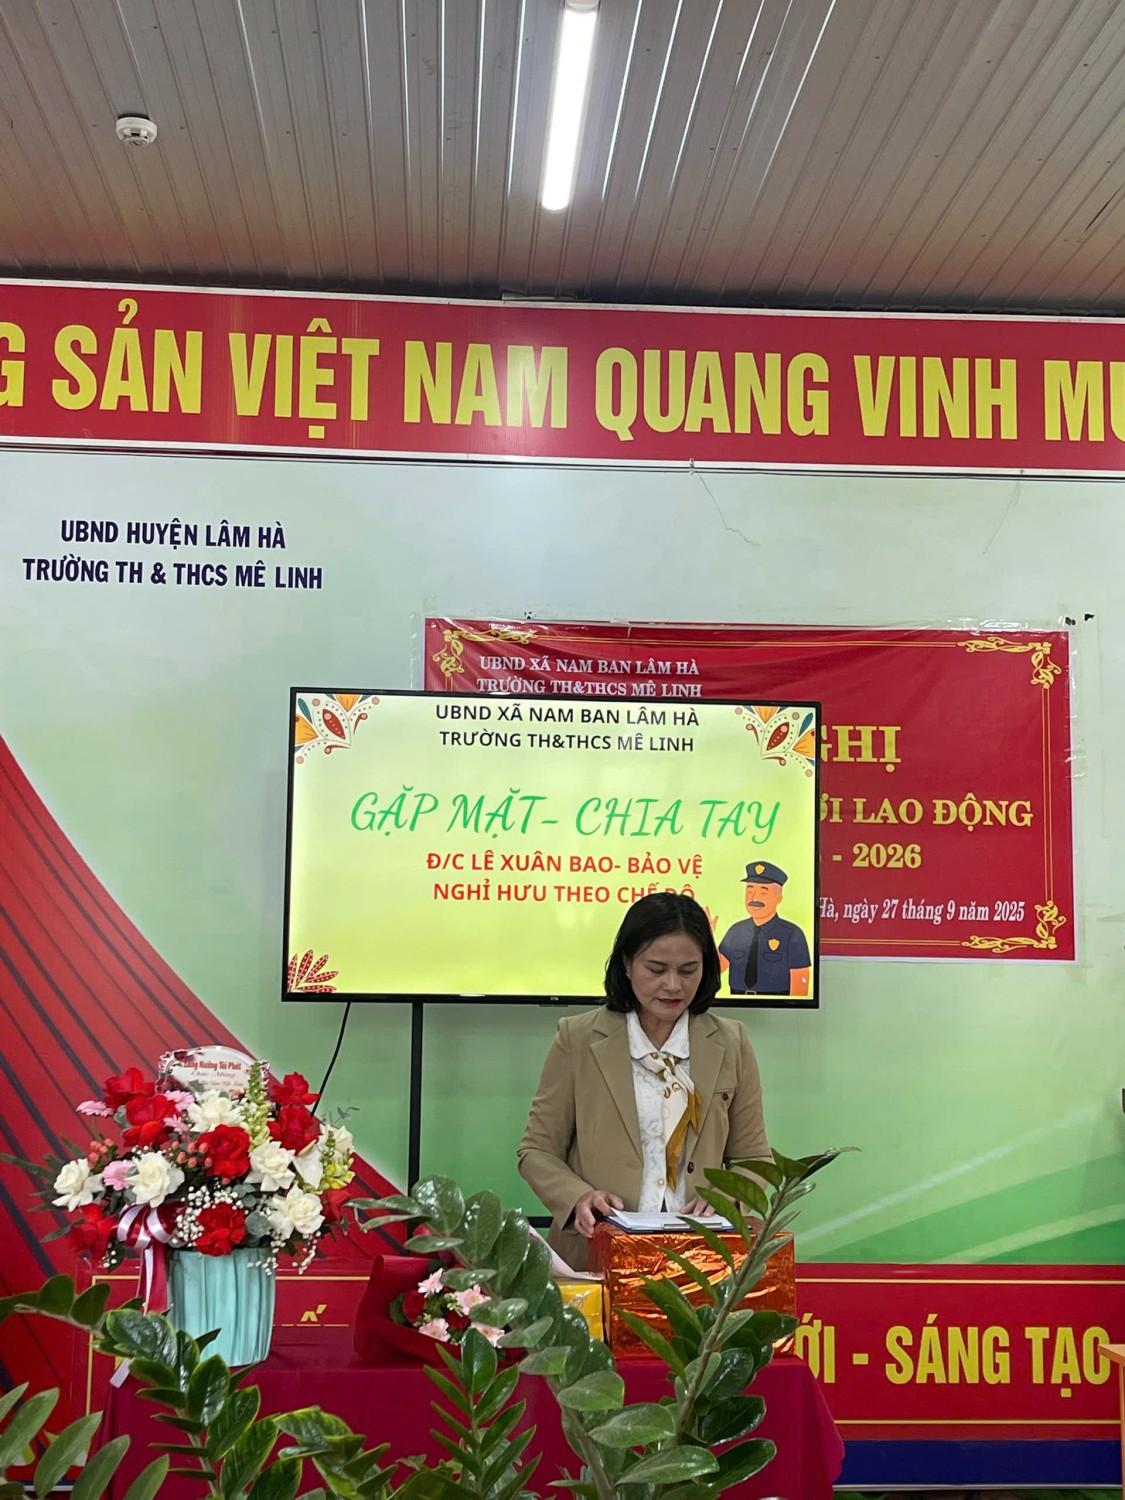 G SẢN VIỆT NAM QUANG VINH MU
UBND HUYỆN LÂM HÀ
TRƯỜNG TH & THCS MÊ LINH
UBND XÃ NAM BAN LÂM HÀ
TRƯỜNG TH&THCS MÊ LINH
GHỊ
ỜI LAO ĐỘNG
- 2026
Hà, ngày 27 tháng 9 năm 2025
UBND XÃ NAM BAN LÂM HÀ
TRƯỜNG TH&THCS MÊ LINH
GẶP MẶT- CHIA TAY
Đ/C LÊ XUÂN BAO- BẢO VỆ
NGHỈ HƯU THEO CHẾ ĐỘ
ỚI - SÁNG TẠO